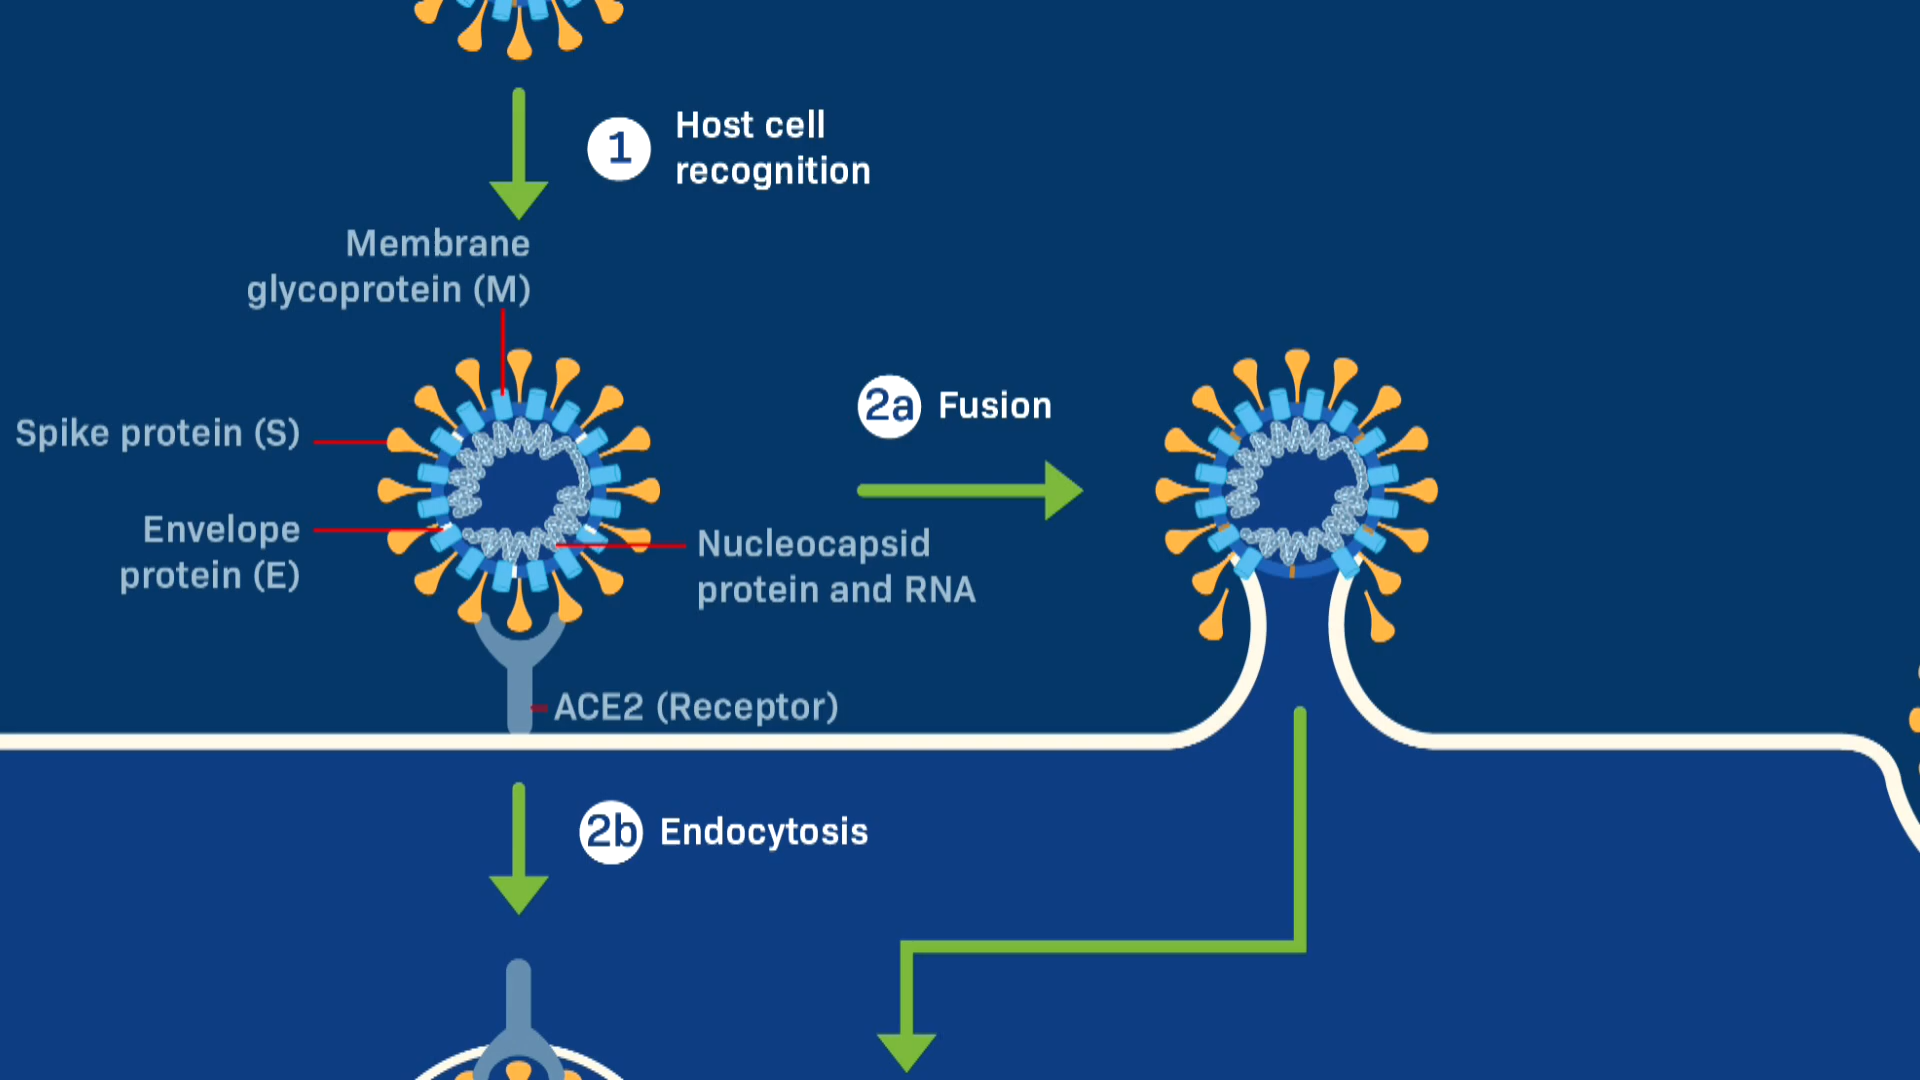 1
Host cell
recognition
Membrane
glycoprotein (M)
2a Fusion
Spike protein (S)
Envelope
protein (E)
Nucleocapsid
protein and RNA
ACE2 (Receptor)
2b Endocytosis